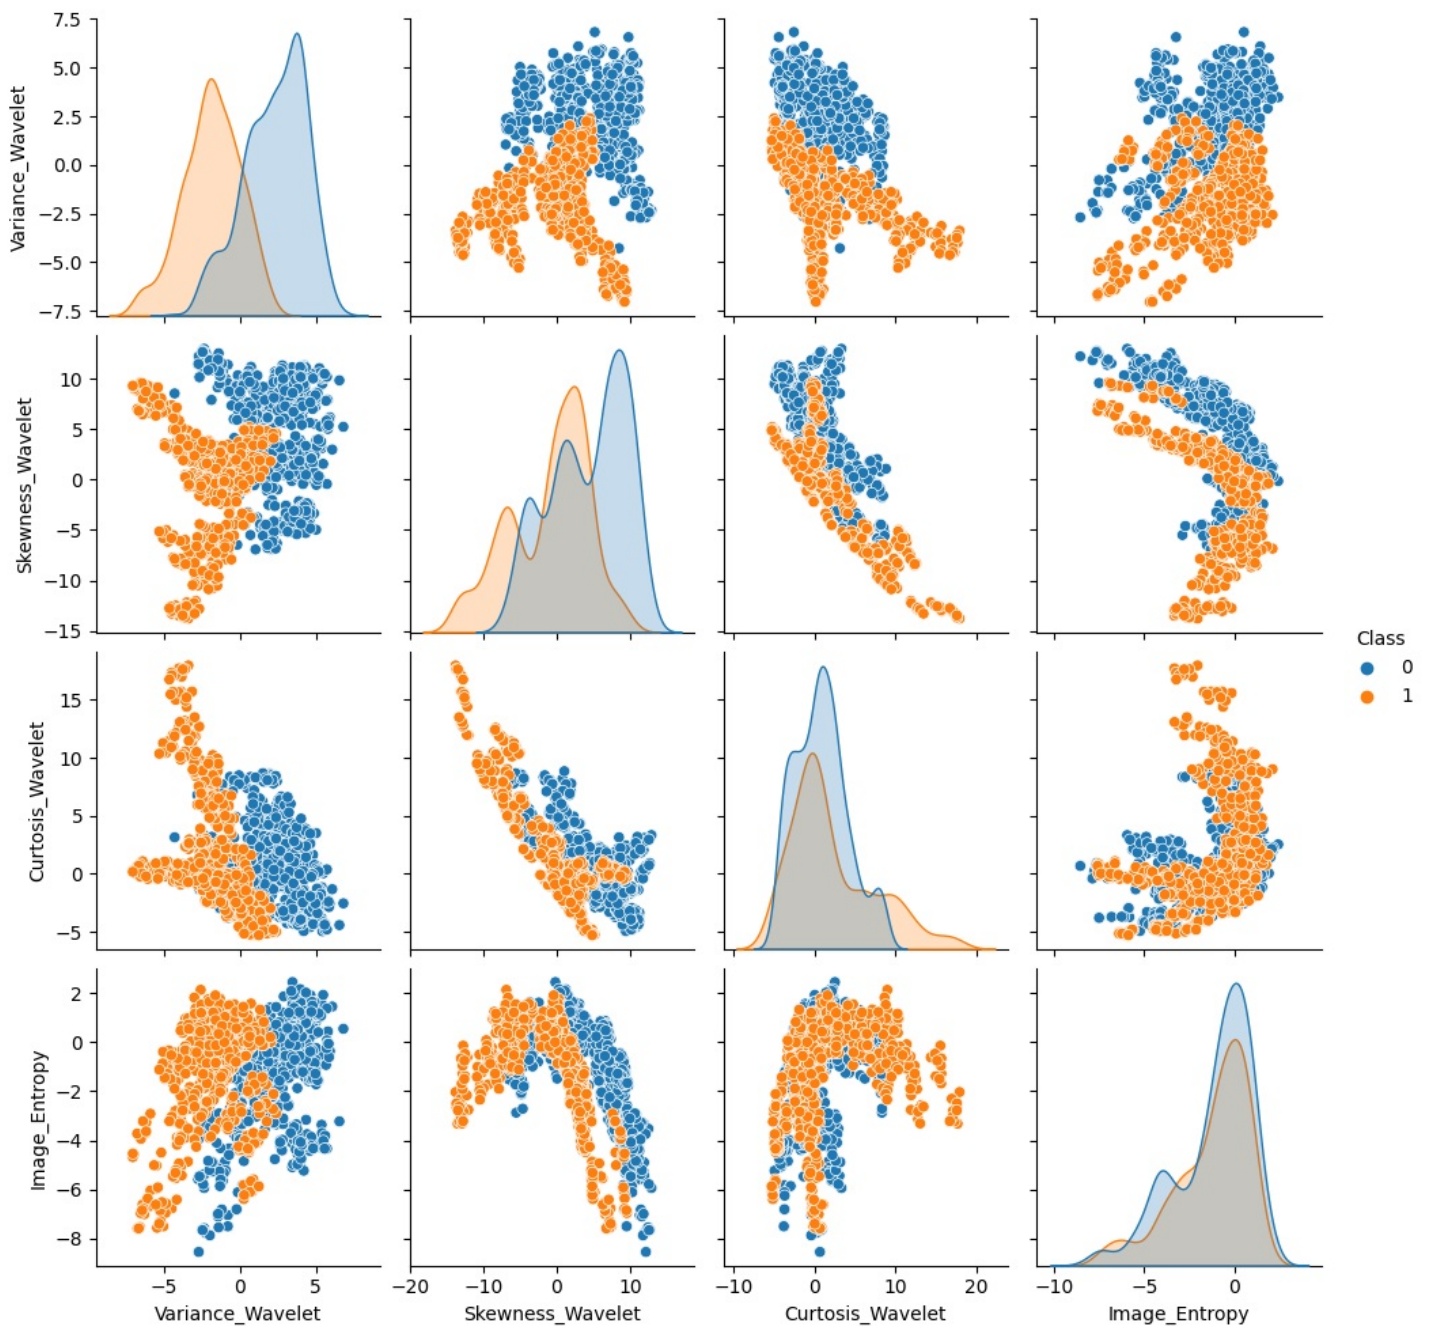 7.5
5.0
2.5
0.0
−2.5
−5.0
−7.5
Variance_Wavelet
10
5
0
−5
−10
−15
Skewness_Wavelet
Class
0
1
15
10
5
0
−5
Curtosis_Wavelet
2
0
−2
−4
−6
−8
Image_Entropy
−5 0 5
−20 −10 0 10
−10 0 10 20
−10 −5 0
Variance_Wavelet
Skewness_Wavelet
Curtosis_Wavelet
Image_Entropy